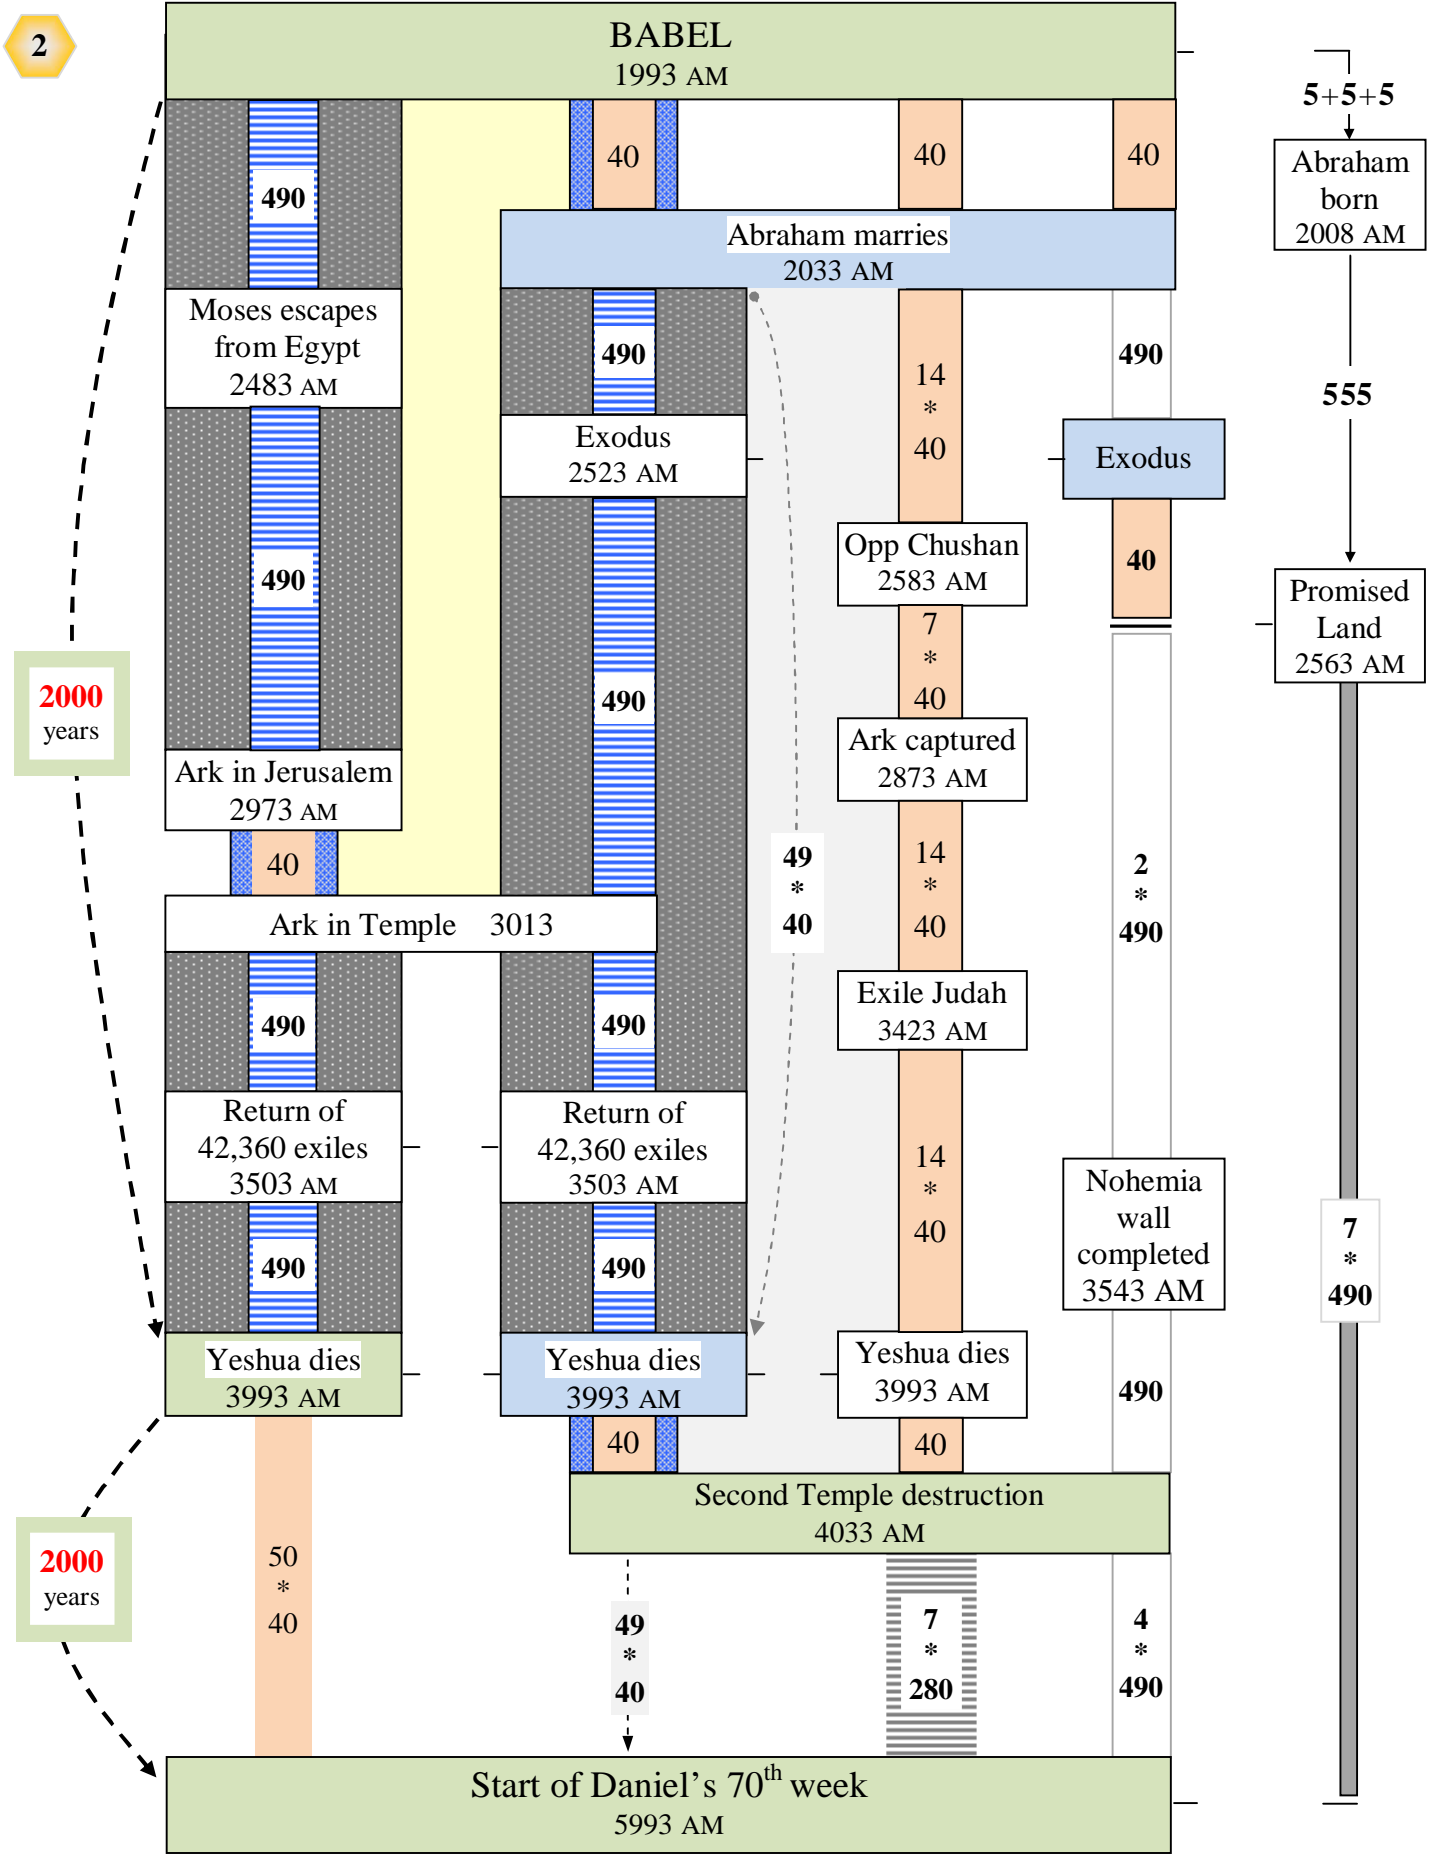 2
BABEL
1993 AM
5+5+5
490
40
40
40
Abraham
born
2008 AM
Abraham marries
2033 AM
Moses escapes
from Egypt
2483 AM
490
14
*
40
490
555
Exodus
2523 AM
Exodus
490
Opp Chushan
2583 AM
40
Promised
Land
2563 AM
7
*
40
2000
years
490
Ark captured
2873 AM
Ark in Jerusalem
2973 AM
40
49
*
40
14
*
40
2
*
490
Ark in Temple 3013
490
490
Exile Judah
3423 AM
Return of
42,360 exiles
3503 AM
Return of
42,360 exiles
3503 AM
14
*
40
Nohemia
wall
completed
3543 AM
7
*
490
490
490
Yeshua dies
3993 AM
Yeshua dies
3993 AM
Yeshua dies
3993 AM
490
40
40
Second Temple destruction
4033 AM
2000
years
50
*
40
49
*
40
7
*
280
4
*
490
Start of Daniel’s 70th week
5993 AM